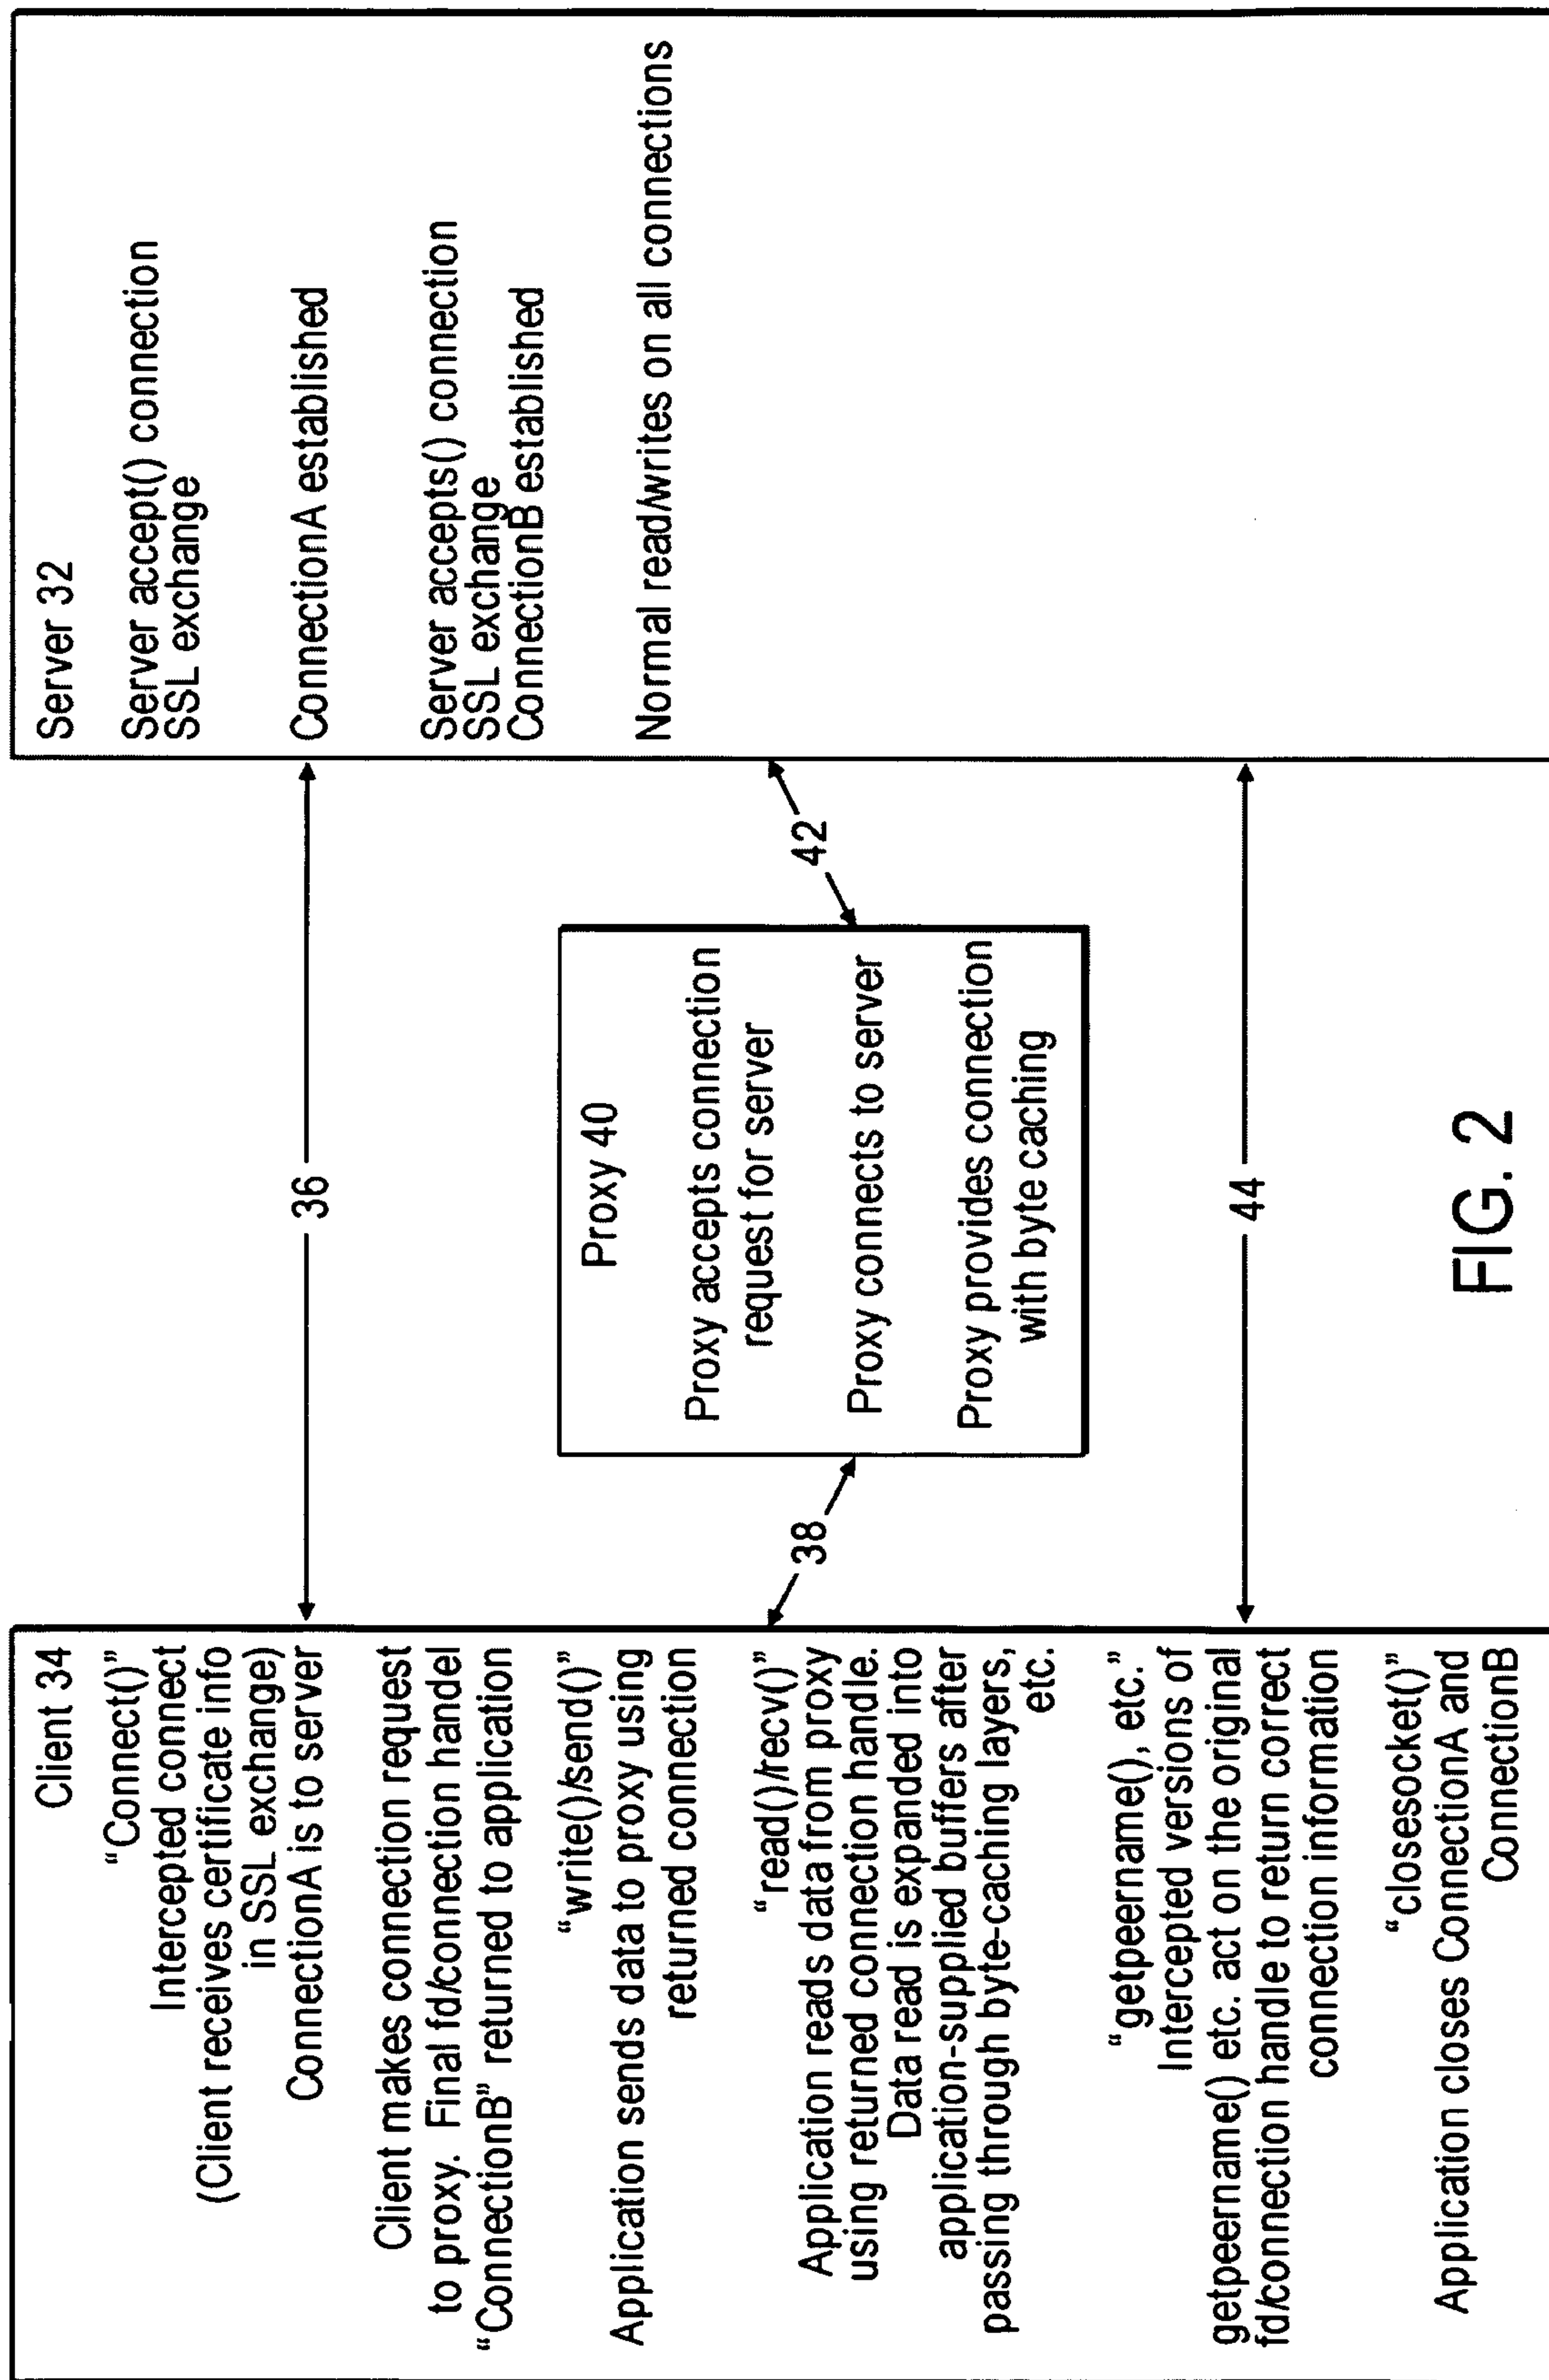 Client 34
“Connect()”
Intercepted connect
(Client receives certificate info
in SSL exchange)
ConnectionA is to server
Client makes connection request
to proxy. Final fd/connection handel
“ConnectionB” returned to application
“write()/send()”
Application sends data to proxy using
returned connection
“read()/recv()”
Application reads data from proxy
using returned connection handle.
Data read is expanded into
application-supplied buffers after
passing through byte-caching layers,
etc.
“getpeername(), etc.”
Intercepted versions of
getpeername() etc. act on the original
fd/connection handle to return correct
connection information
“closesocket()”
Application closes ConnectionA and
ConnectionB
36
38
Proxy 40
Proxy accepts connection
request for server
Proxy connects to server
Proxy provides connection
with byte caching
42
44
Server 32
Server accept() connection
SSL exchange
ConnectionA established
Server accepts() connection
SSL exchange
ConnectionB established
Normal read/writes on all connections
FIG. 2